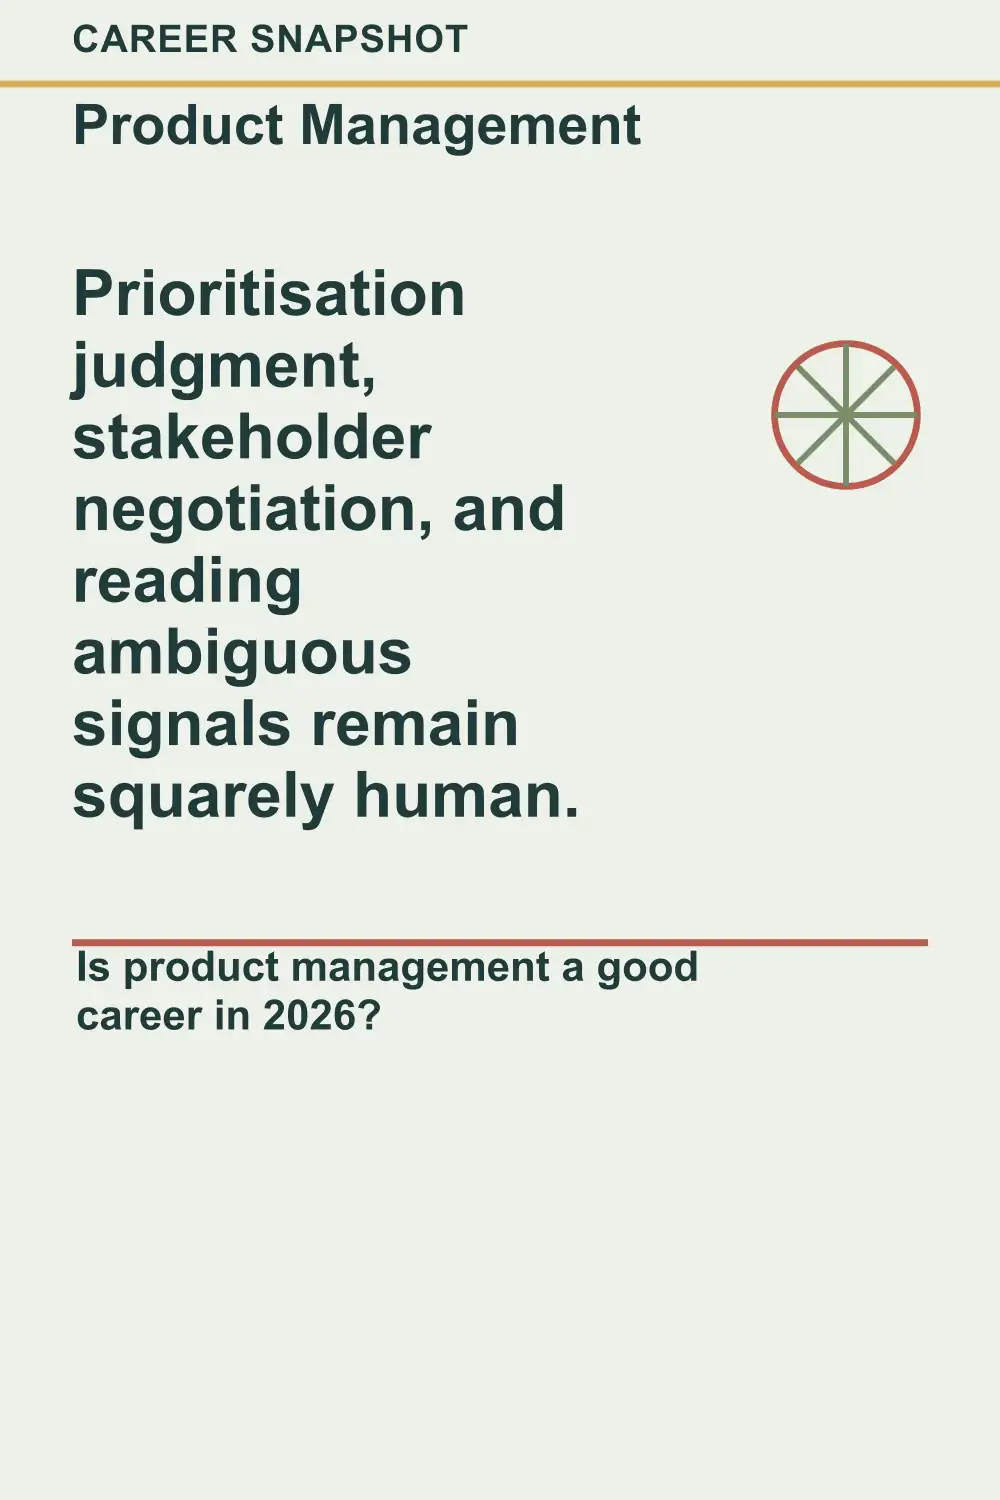 CAREER SNAPSHOT
Product Management
Prioritisation
judgment,
stakeholder
negotiation, and
reading
ambiguous
signals remain
squarely human.
Is product management a good
career in 2026?